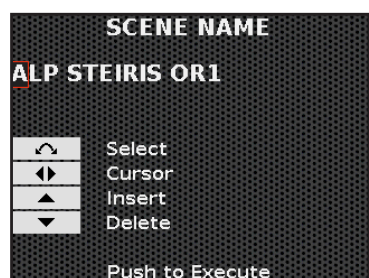 SCENE NAME
ALP STEIRIS OR1
Select
Cursor
Insert
Delete
Push to Execute